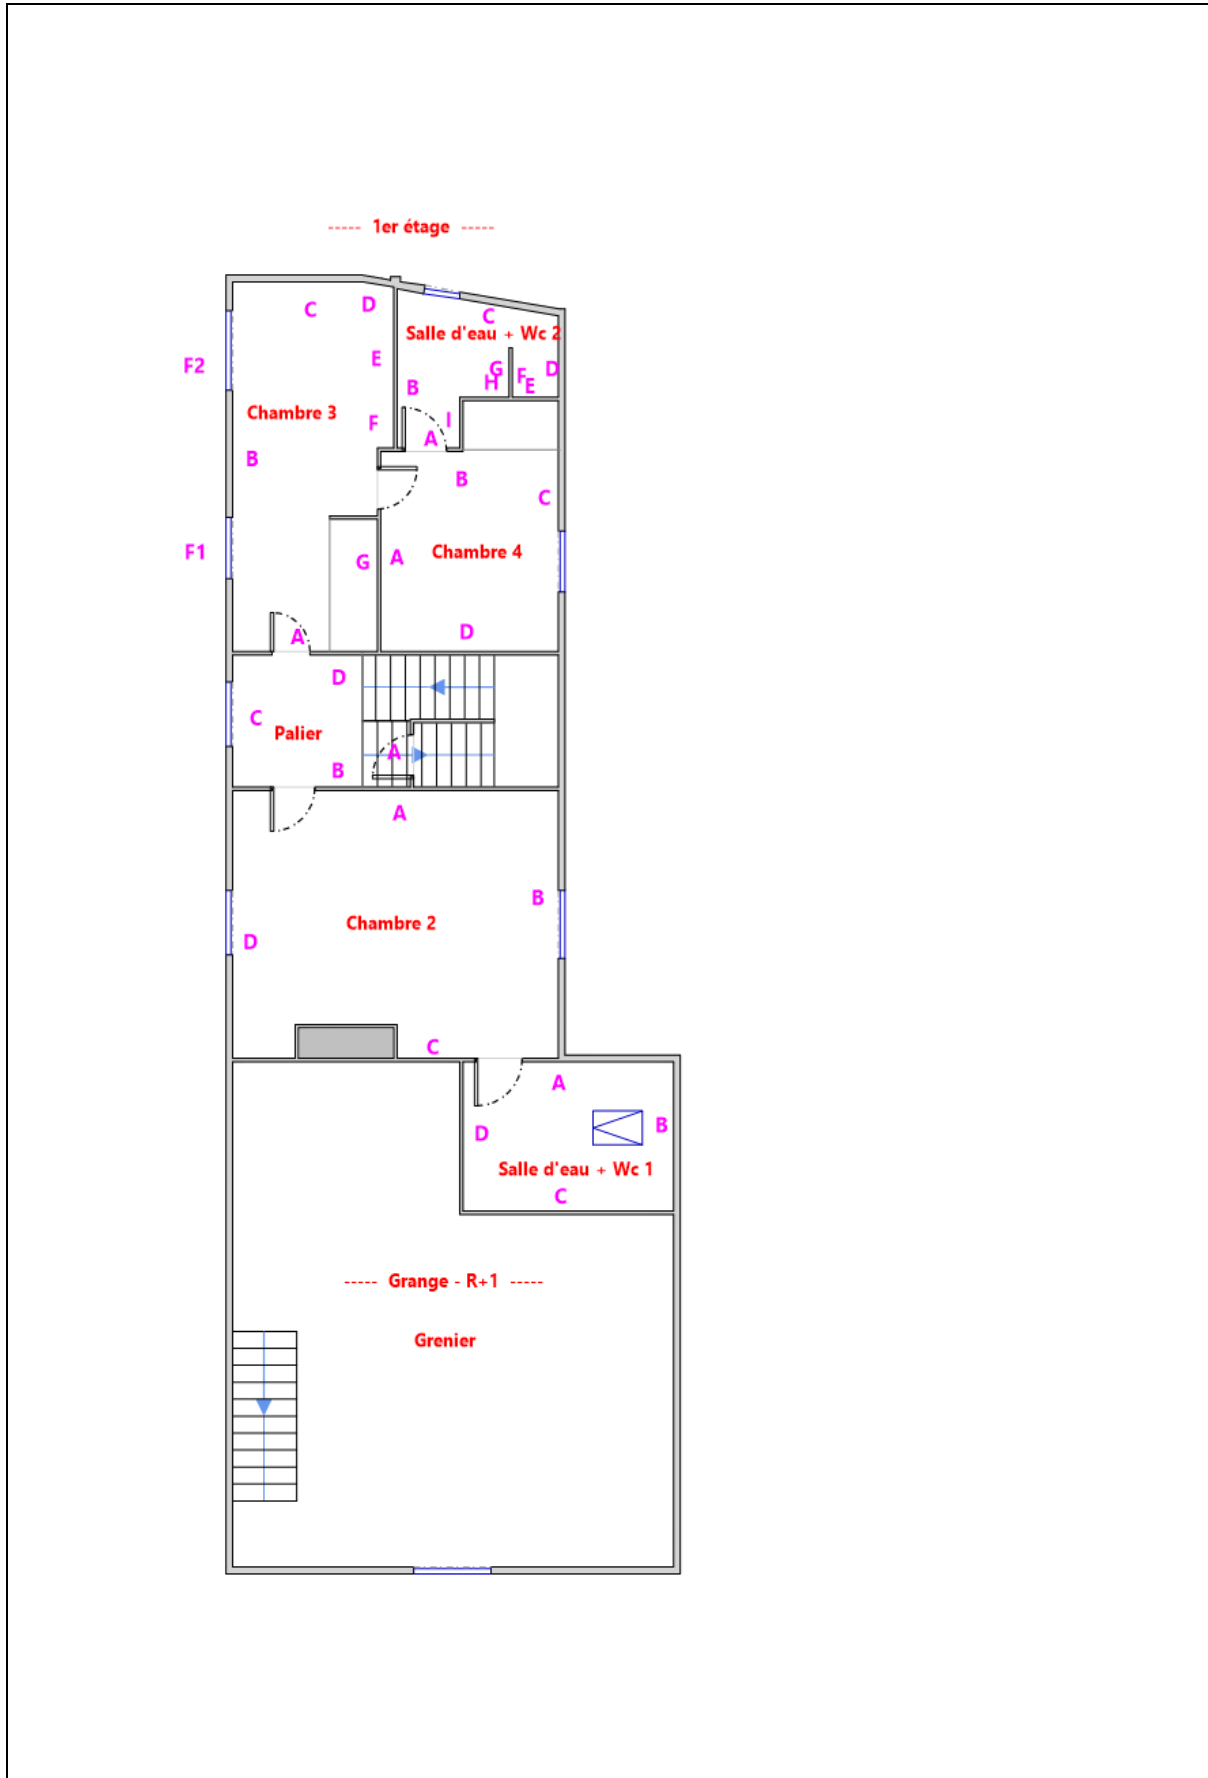 ----- 1er étage -----
C
D
C
Salle d'eau + Wc 2
E
F2
G
F
D
H
E
B
Chambre 3
F
I
A
B
B
C
F1
Chambre 4
A
G
D
A
D
C
Palier
A
B
A
B
Chambre 2
D
C
A
B
D
Salle d'eau + Wc 1
C
----- Grange - R+1 -----
Grenier